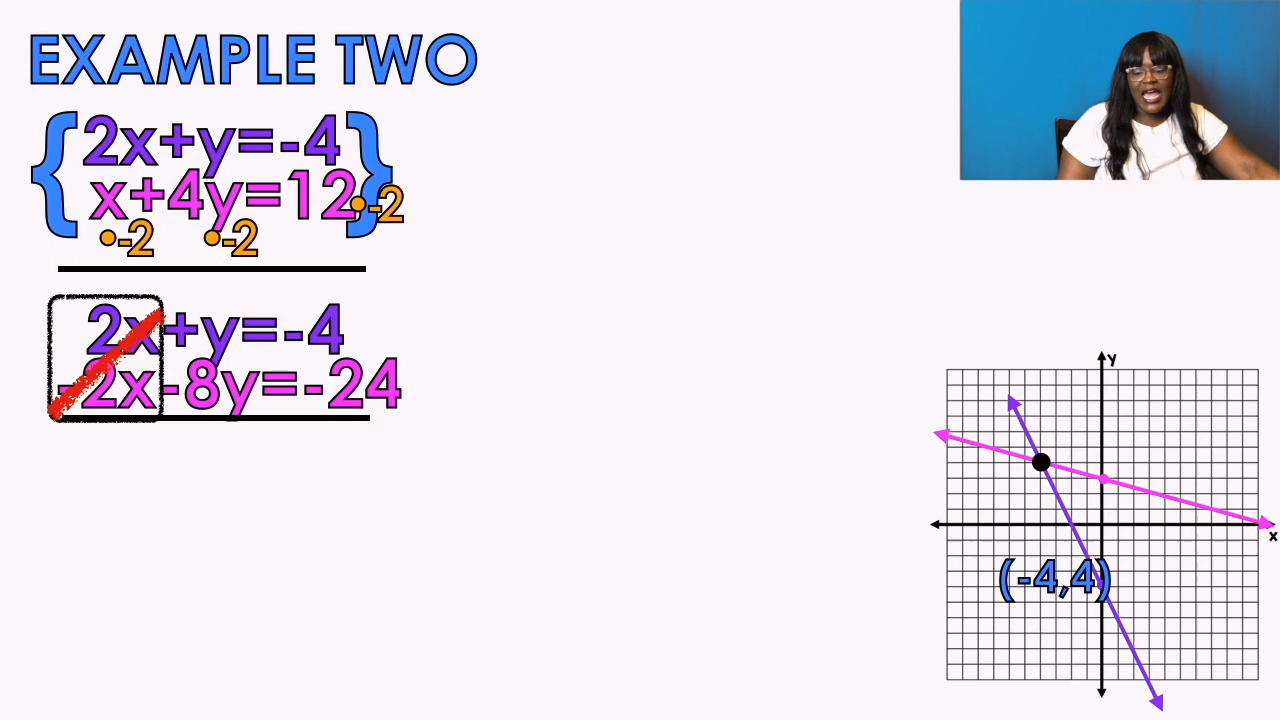 EXAMPLE TWO
{2x+y=-4
x+4y=12}•-2
•-2 •-2
2x+y=-4
-2x-8y=-24
y
x
(-4,4)